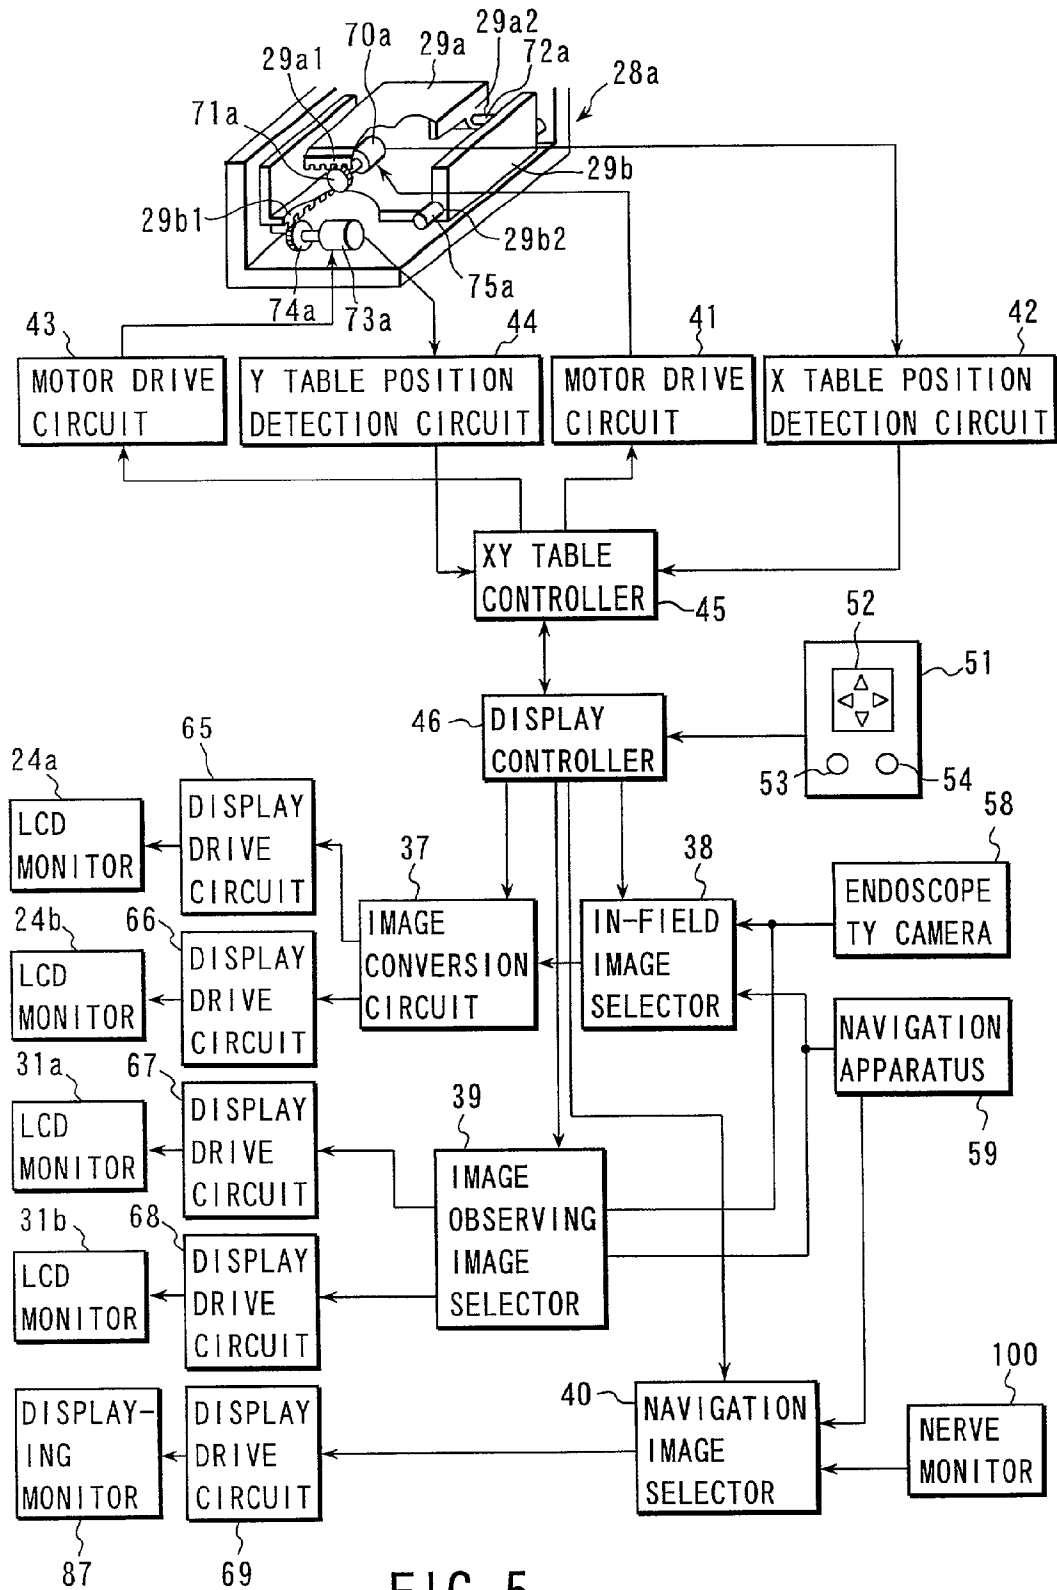 29a2
70a
29a
72a
29a1
28a
71a
29b
29b1
29b2
75a
74a
73a
43
44
41
42
MOTOR DRIVE
CIRCUIT
Y TABLE POSITION
DETECTION CIRCUIT
MOTOR DRIVE
CIRCUIT
X TABLE POSITION
DETECTION CIRCUIT
XY TABLE
CONTROLLER
45
52
51
46
DISPLAY
CONTROLLER
53
54
65
24a
LCD
MONITOR
DISPLAY
DRIVE
CIRCUIT
37
38
58
IMAGE
CONVERSION
CIRCUIT
IN-FIELD
IMAGE
SELECTOR
ENDOSCOPE
TY CAMERA
24b
66
LCD
MONITOR
DISPLAY
DRIVE
CIRCUIT
NAVIGATION
APPARATUS
59
31a
67
LCD
MONITOR
DISPLAY
DRIVE
CIRCUIT
39
IMAGE
OBSERVING
IMAGE
SELECTOR
31b
68
LCD
MONITOR
DISPLAY
DRIVE
CIRCUIT
40
NAVIGATION
IMAGE
SELECTOR
100
NERVE
MONITOR
DISPLAY-
ING
MONITOR
DISPLAY
DRIVE
CIRCUIT
87
69
FIG. 5